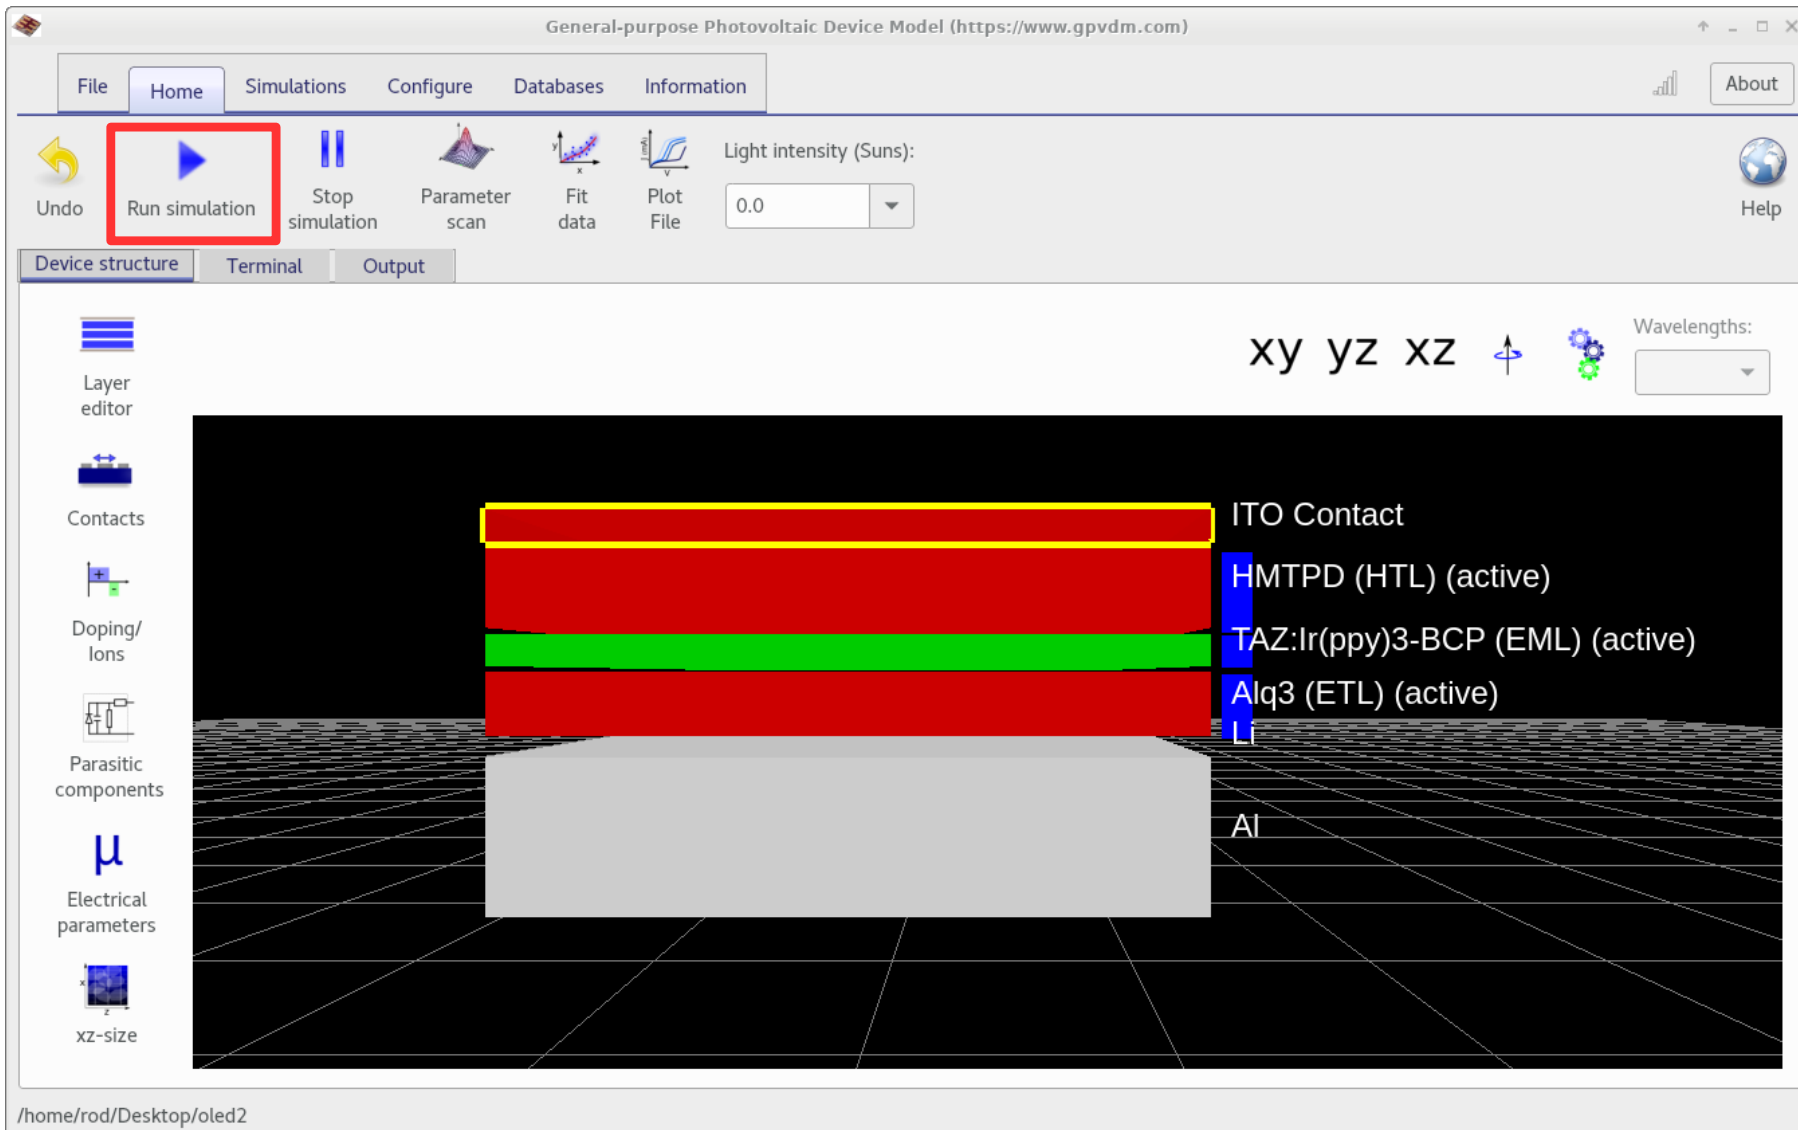 General-purpose Photovoltaic Device Model (https://www.gpvdm.com)
File
Home
Simulations
Configure
Databases
Information
About
Undo
Run simulation
Stop
simulation
Parameter
scan
y
x
Fit
data
J (mA)
V
Plot
File
Light intensity (Suns):
0.0
Help
Device structure
Terminal
Output
Layer
editor
Contacts
+
-
Doping/
Ions
Parasitic
components
μ
Electrical
parameters
x
z
xz-size
xy yz xz
Wavelengths:
ITO Contact
HMTPD (HTL) (active)
TAZ:Ir(ppy)3-BCP (EML) (active)
Alq3 (ETL) (active)
Li
Al
/home/rod/Desktop/oled2